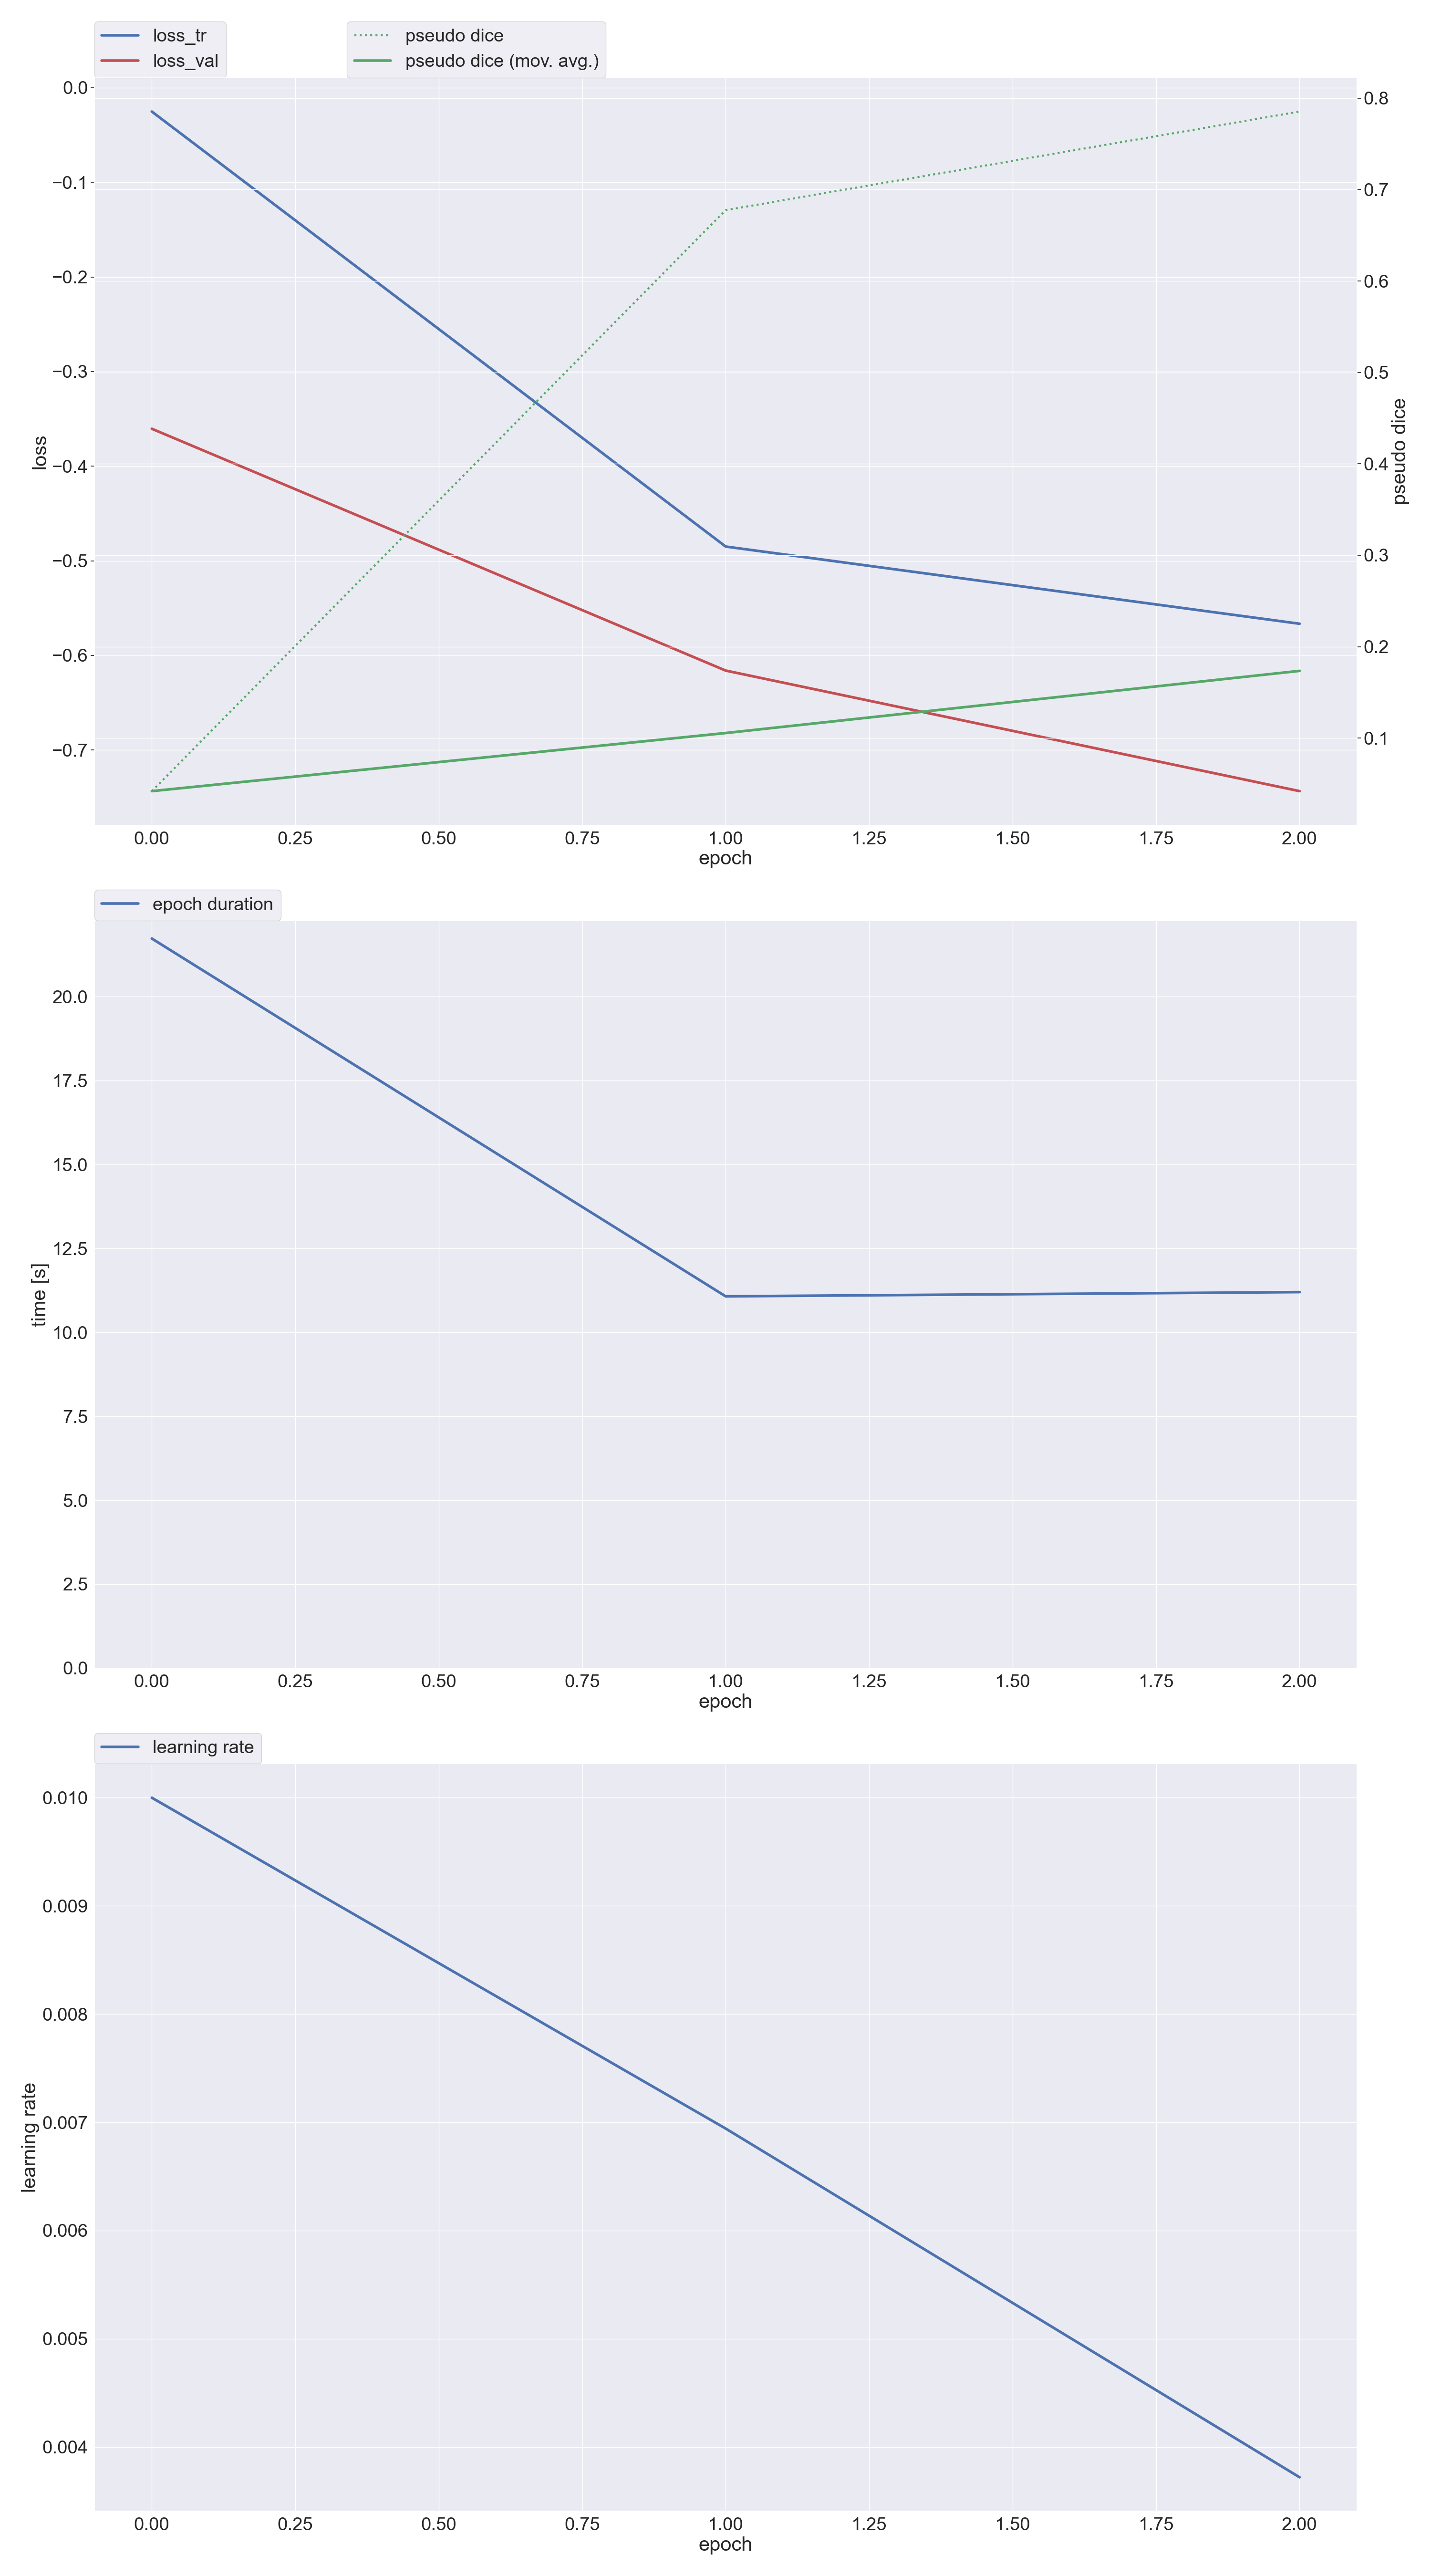 loss_tr
loss_val
pseudo dice
pseudo dice (mov. avg.)
0.0
−0.1
−0.2
−0.3
−0.4
−0.5
−0.6
−0.7
loss
0.8
0.7
0.6
0.5
0.4
0.3
0.2
0.1
pseudo dice
0.00 0.25 0.50 0.75 1.00 1.25 1.50 1.75 2.00
epoch
epoch duration
20.0
17.5
15.0
12.5
10.0
7.5
5.0
2.5
0.0
time [s]
0.00 0.25 0.50 0.75 1.00 1.25 1.50 1.75 2.00
epoch
learning rate
0.010
0.009
0.008
0.007
0.006
0.005
0.004
learning rate
0.00 0.25 0.50 0.75 1.00 1.25 1.50 1.75 2.00
epoch